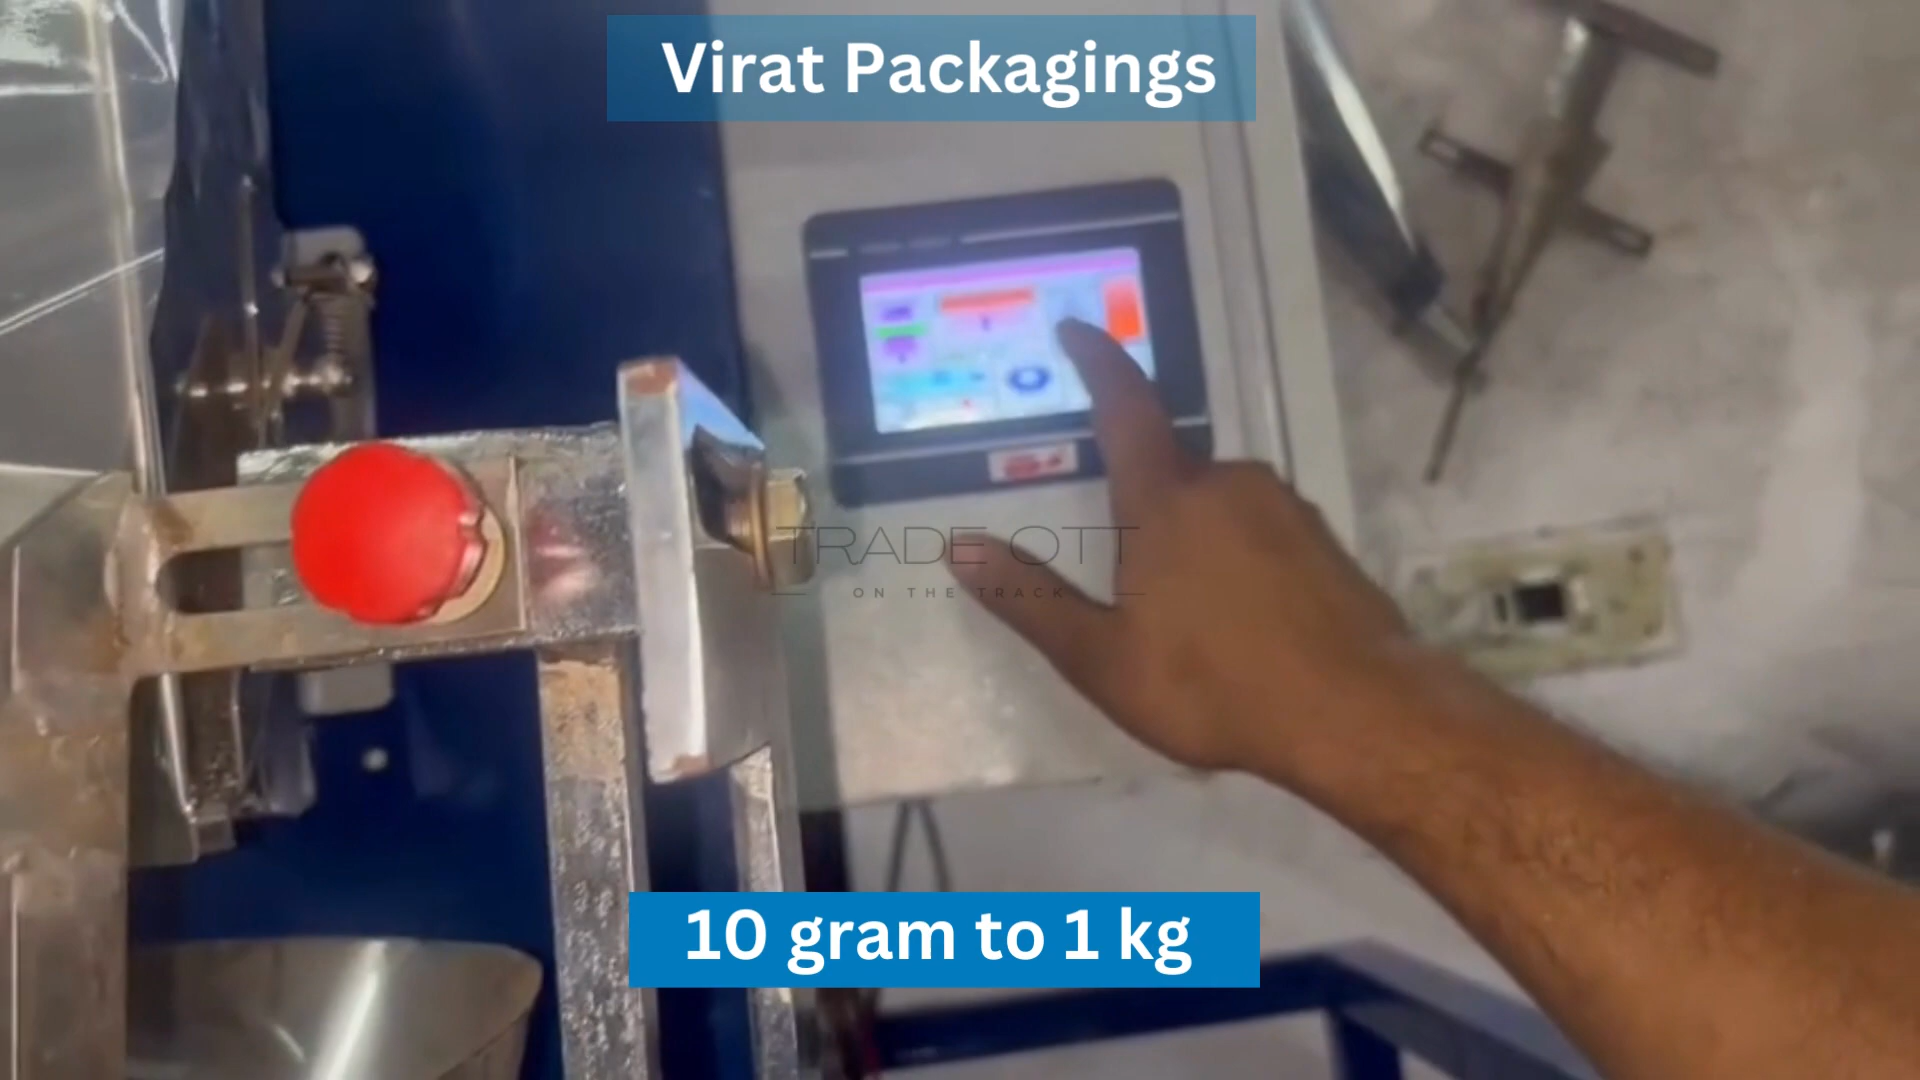 Virat Packagings
TRADE OTT
ON THE TRACK
10 gram to 1 kg